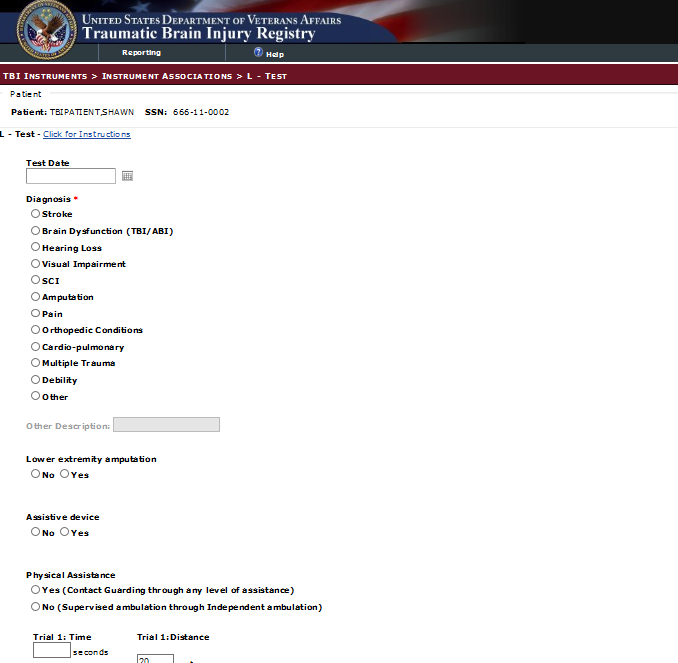 UNITED STATES DEPARTMENT OF VETERANS AFFAIRS
Traumatic Brain Injury Registry
Reporting
? Help
TBI INSTRUMENTS > INSTRUMENT ASSOCIATIONS > L - TEST
Patient
Patient: TBIPATIENT,SHAWN SSN: 666-11-0002
L - Test - Click for Instructions
Test Date
Diagnosis *
Stroke
Brain Dysfunction (TBI/ABI)
Hearing Loss
Visual Impairment
SCI
Amputation
Pain
Orthopedic Conditions
Cardio-pulmonary
Multiple Trauma
Debility
Other
Other Description:
Lower extremity amputation
No Yes
Assistive device
No Yes
Physical Assistance
Yes (Contact Guarding through any level of assistance)
No (Supervised ambulation through Independent ambulation)
Trial 1: Time Trial 1:Distance
seconds
20